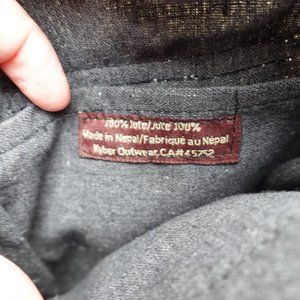 100% Jute/Jute 100%
Made in Nepal/Fabriqué au Népal
Kyber Outwear, CA#45752